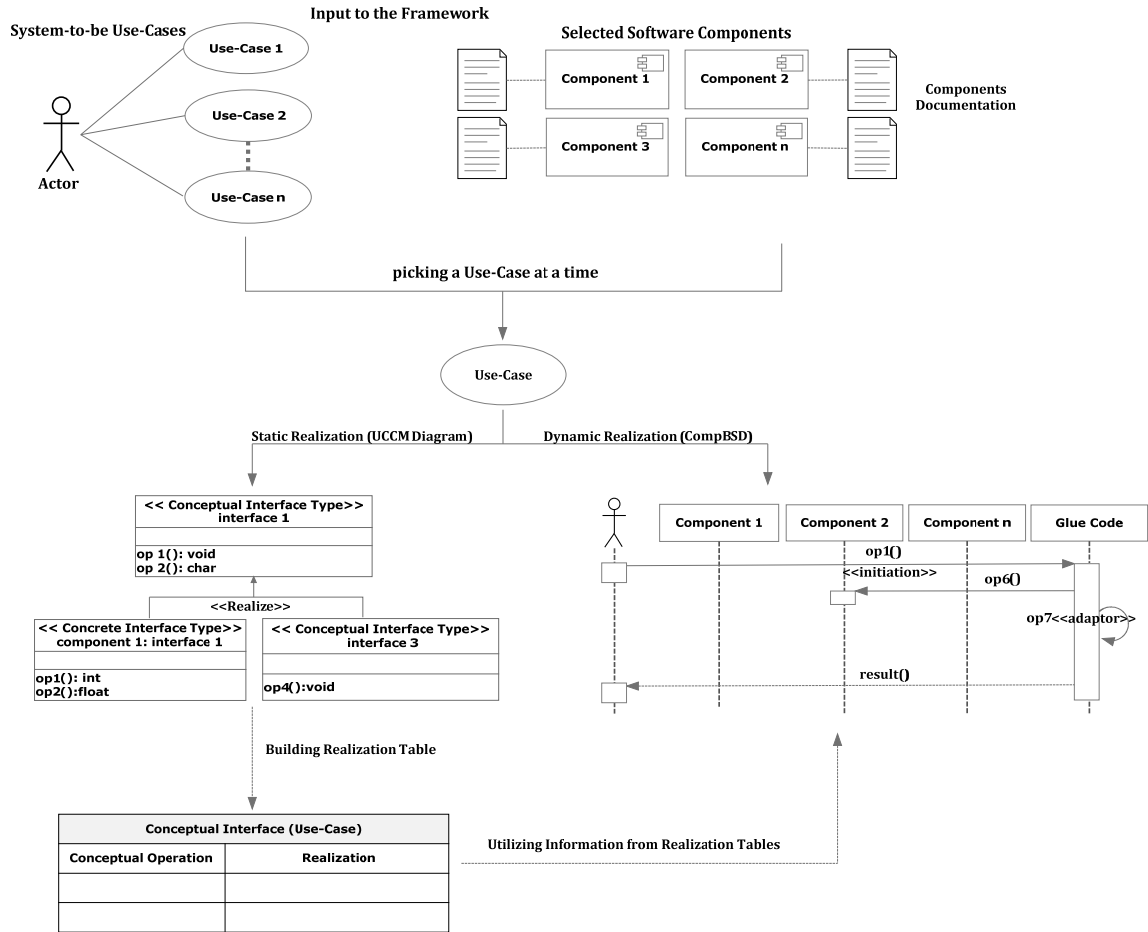 Input to the Framework
System-to-be Use-Cases
Use-Case 1
Use-Case 2
Use-Case n
Actor
Selected Software Components
Component 1
Component 2
Component 3
Component n
Components
Documentation
picking a Use-Case at a time
Use-Case
Static Realization (UCCM Diagram)
Dynamic Realization (CompBSD)
<< Conceptual Interface Type>>
interface 1
op 1(): void
op 2(): char
<<Realize>>
<< Concrete Interface Type>>
component 1: interface 1
op1(): int
op2():float
<< Conceptual Interface Type>>
interface 3
op4():void
Component 1
Component 2
Component n
Glue Code
op1()
<<initiation>>
op6()
op7<<adaptor>>
result()
Building Realization Table
Conceptual Interface (Use-Case)
Conceptual Operation
Realization
Utilizing Information from Realization Tables